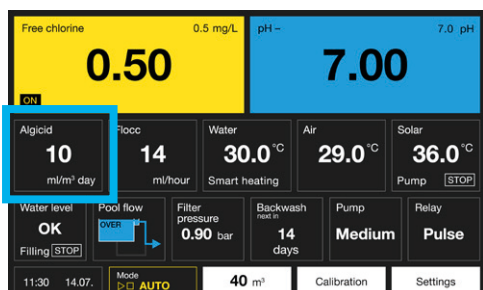 Free chlorine 0.5 mg/L
0.50
ON
pH – 7.0 pH
7.00
Algicid
10
ml/m³ day
Flocc
14
ml/hour
Water
30.0 °C
Smart heating
Air
29.0 °C
Solar
36.0 °C
Pump STOP
Water level
OK
Filling STOP
Pool flow
OVER
Filter
pressure
0.90 bar
Backwash
next in
14
days
Pump
Medium
Relay
Pulse
11:30 14.07.
Mode
AUTO
40 m³
Calibration
Settings